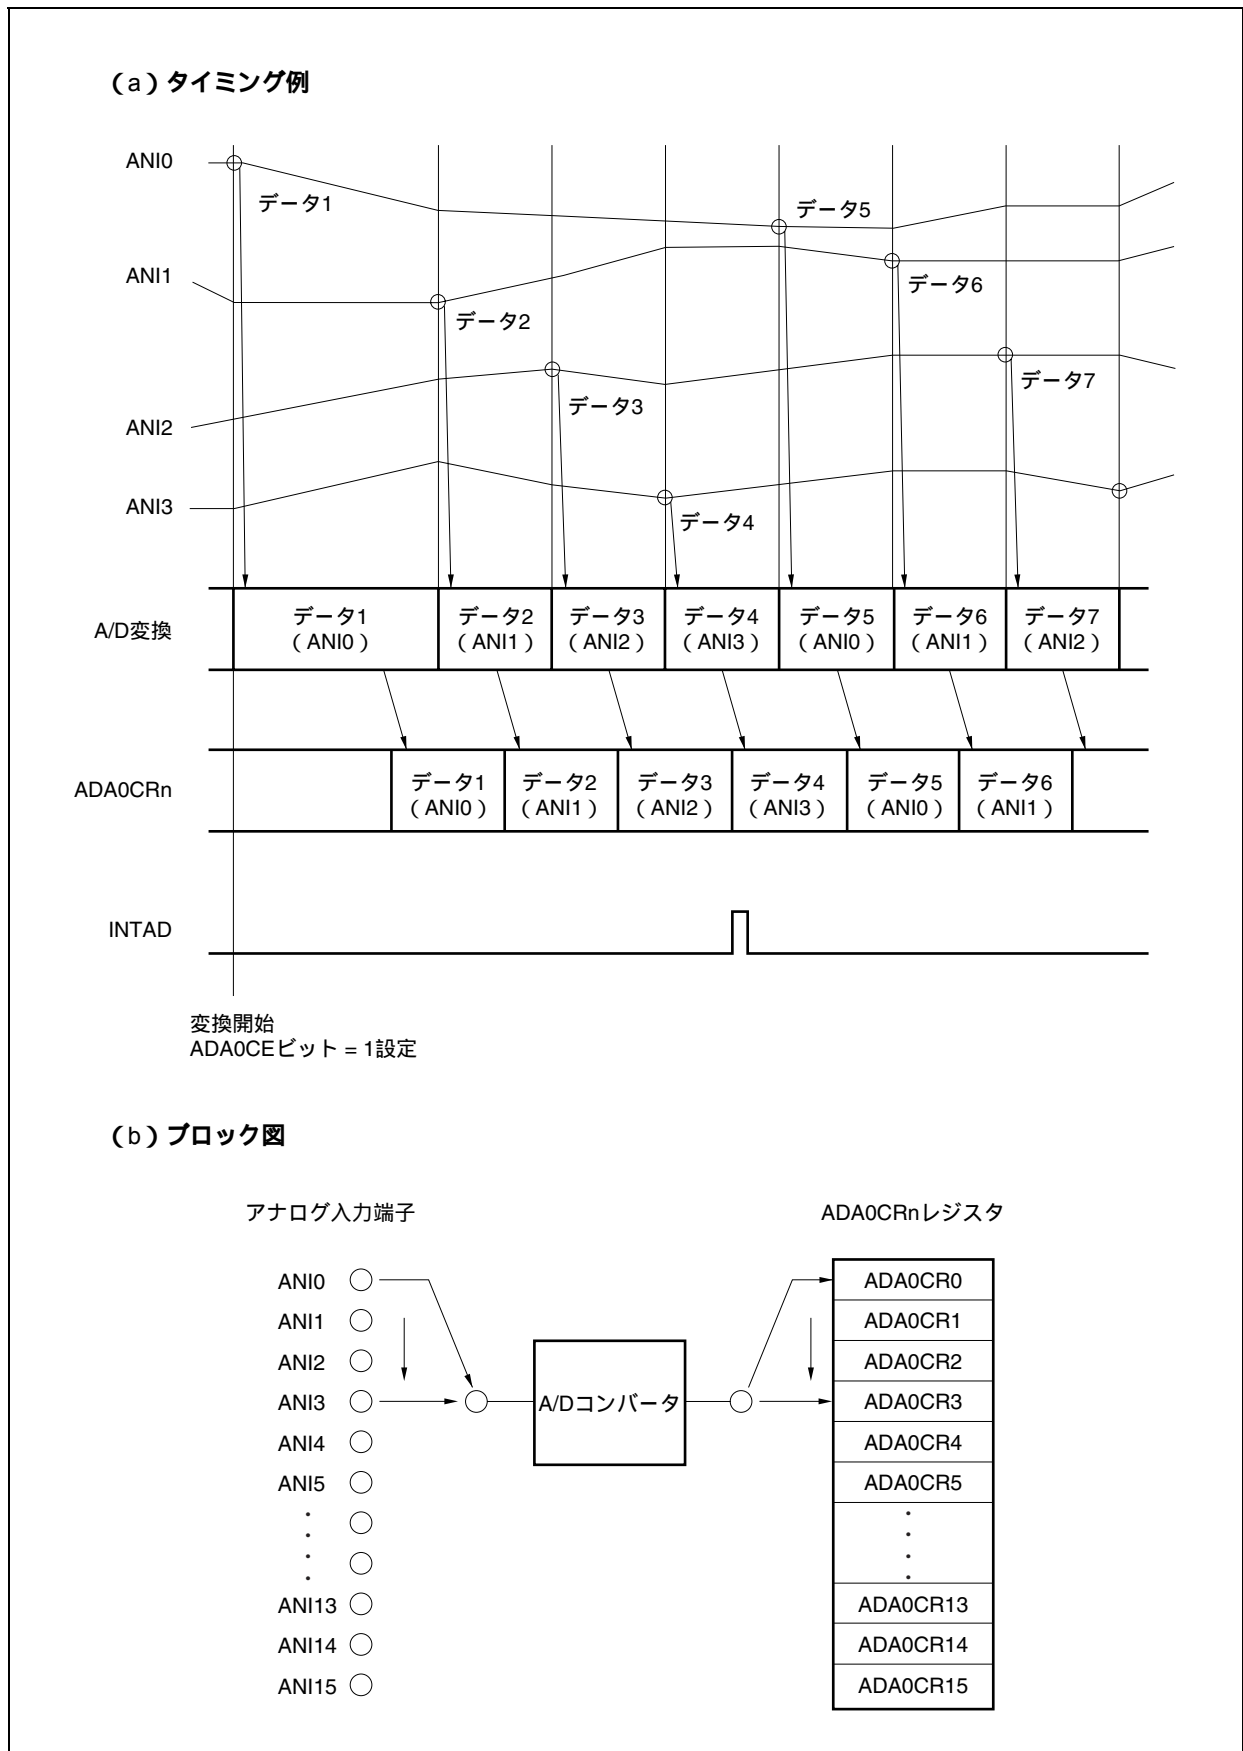 （a）タイミング例
ANI0
データ1
データ5
ANI1
データ6
データ2
データ7
データ3
ANI2
ANI3
データ4
A/D変換
データ1
（ANI0）
データ2
（ANI1）
データ3
（ANI2）
データ4
（ANI3）
データ5
（ANI0）
データ6
（ANI1）
データ7
（ANI2）
ADA0CRn
データ1
（ANI0）
データ2
（ANI1）
データ3
（ANI2）
データ4
（ANI3）
データ5
（ANI0）
データ6
（ANI1）
INTAD
変換開始
ADA0CEビット = 1設定
（b）ブロック図
アナログ入力端子
ADA0CRnレジスタ
ANI0
ANI1
ANI2
ANI3
ANI4
ANI5
ANI13
ANI14
ANI15
A/Dコンバータ
ADA0CR0
ADA0CR1
ADA0CR2
ADA0CR3
ADA0CR4
ADA0CR5
ADA0CR13
ADA0CR14
ADA0CR15